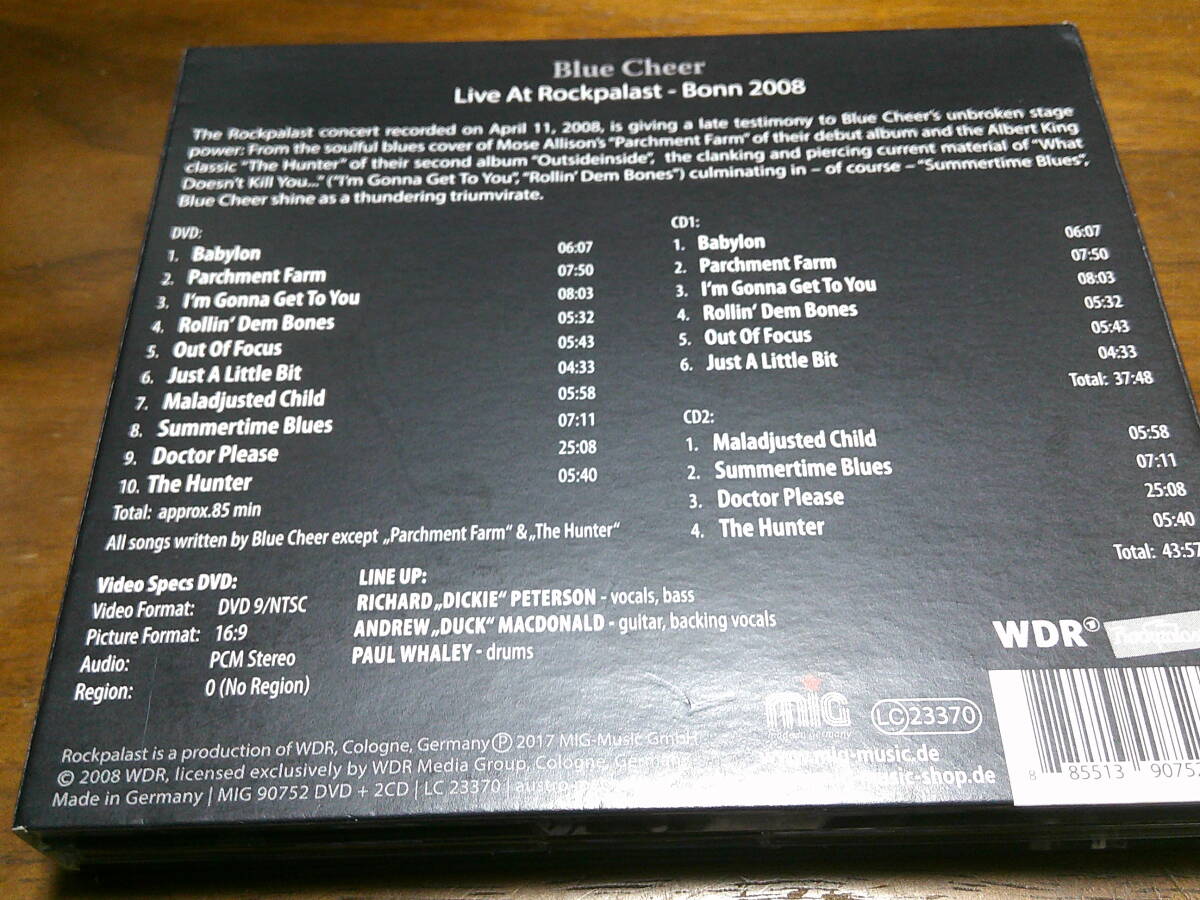 Blue Cheer
Live At Rockpalast - Bonn 2008
The Rockpalast concert recorded on April 11, 2008, is giving a late testimony to Blue Cheer's unbroken stage
power: From the soulful blues cover of Mose Allison's "Parchment Farm" of their debut album and the Albert King
classic "The Hunter" of their second album "Outsideinside", the clanking and piercing current material of "What
Doesn't Kill You..." ("I'm Gonna Get To You", "Rollin' Dem Bones") culminating in – of course – "Summertime Blues",
Blue Cheer shine as a thundering triumvirate.
DVD:
1. Babylon 06:07
2. Parchment Farm 07:50
3. I'm Gonna Get To You 08:03
4. Rollin' Dem Bones 05:32
5. Out Of Focus 05:43
6. Just A Little Bit 04:33
7. Maladjusted Child 05:58
8. Summertime Blues 07:11
9. Doctor Please 25:08
10. The Hunter 05:40
Total: approx.85 min
All songs written by Blue Cheer except „Parchment Farm" & „The Hunter"
CD1:
1. Babylon 06:07
2. Parchment Farm 07:50
3. I'm Gonna Get To You 08:03
4. Rollin' Dem Bones 05:32
5. Out Of Focus 05:43
6. Just A Little Bit 04:33
Total: 37:48
CD2:
1. Maladjusted Child 05:58
2. Summertime Blues 07:11
3. Doctor Please 25:08
4. The Hunter 05:40
Total: 43:57
Video Specs DVD:
Video Format: DVD 9/NTSC
Picture Format: 16:9
Audio: PCM Stereo
Region: 0 (No Region)
LINE UP:
RICHARD „DICKIE" PETERSON - vocals, bass
ANDREW „DUCK" MACDONALD - guitar, backing vocals
PAUL WHALEY - drums
WDR
mig
modern germany
LC 23370
www.mig-music.de
music-shop.de
8 85513 90752
Rockpalast is a production of WDR, Cologne, Germany Ⓟ 2017 MIG-Music GmbH
© 2008 WDR, licensed exclusively by WDR Media Group, Cologne, Germany
Made in Germany | MIG 90752 DVD + 2CD | LC 23370 | austro